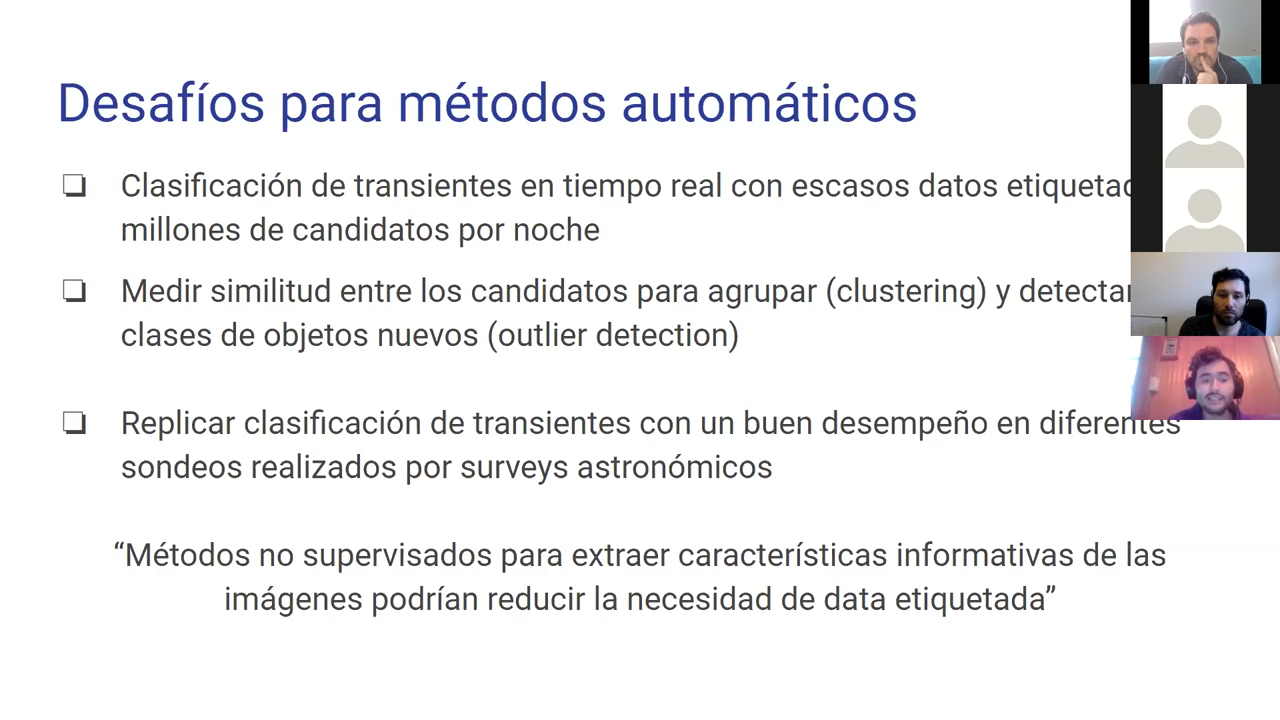 Desafíos para métodos automáticos
❏ Clasificación de transientes en tiempo real con escasos datos
millones de candidatos por noche
❏ Medir similitud entre los candidatos para agrupar (clustering) y detectar
clases de objetos nuevos (outlier detection)
❏ Replicar clasificación de transientes con un buen desempeño en diferentes
sondeos realizados por surveys astronómicos
“Métodos no supervisados para extraer características informativas de las
imágenes podrían reducir la necesidad de data etiquetada”